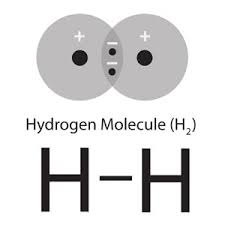 + − +
−
Hydrogen Molecule (H₂)
H–H